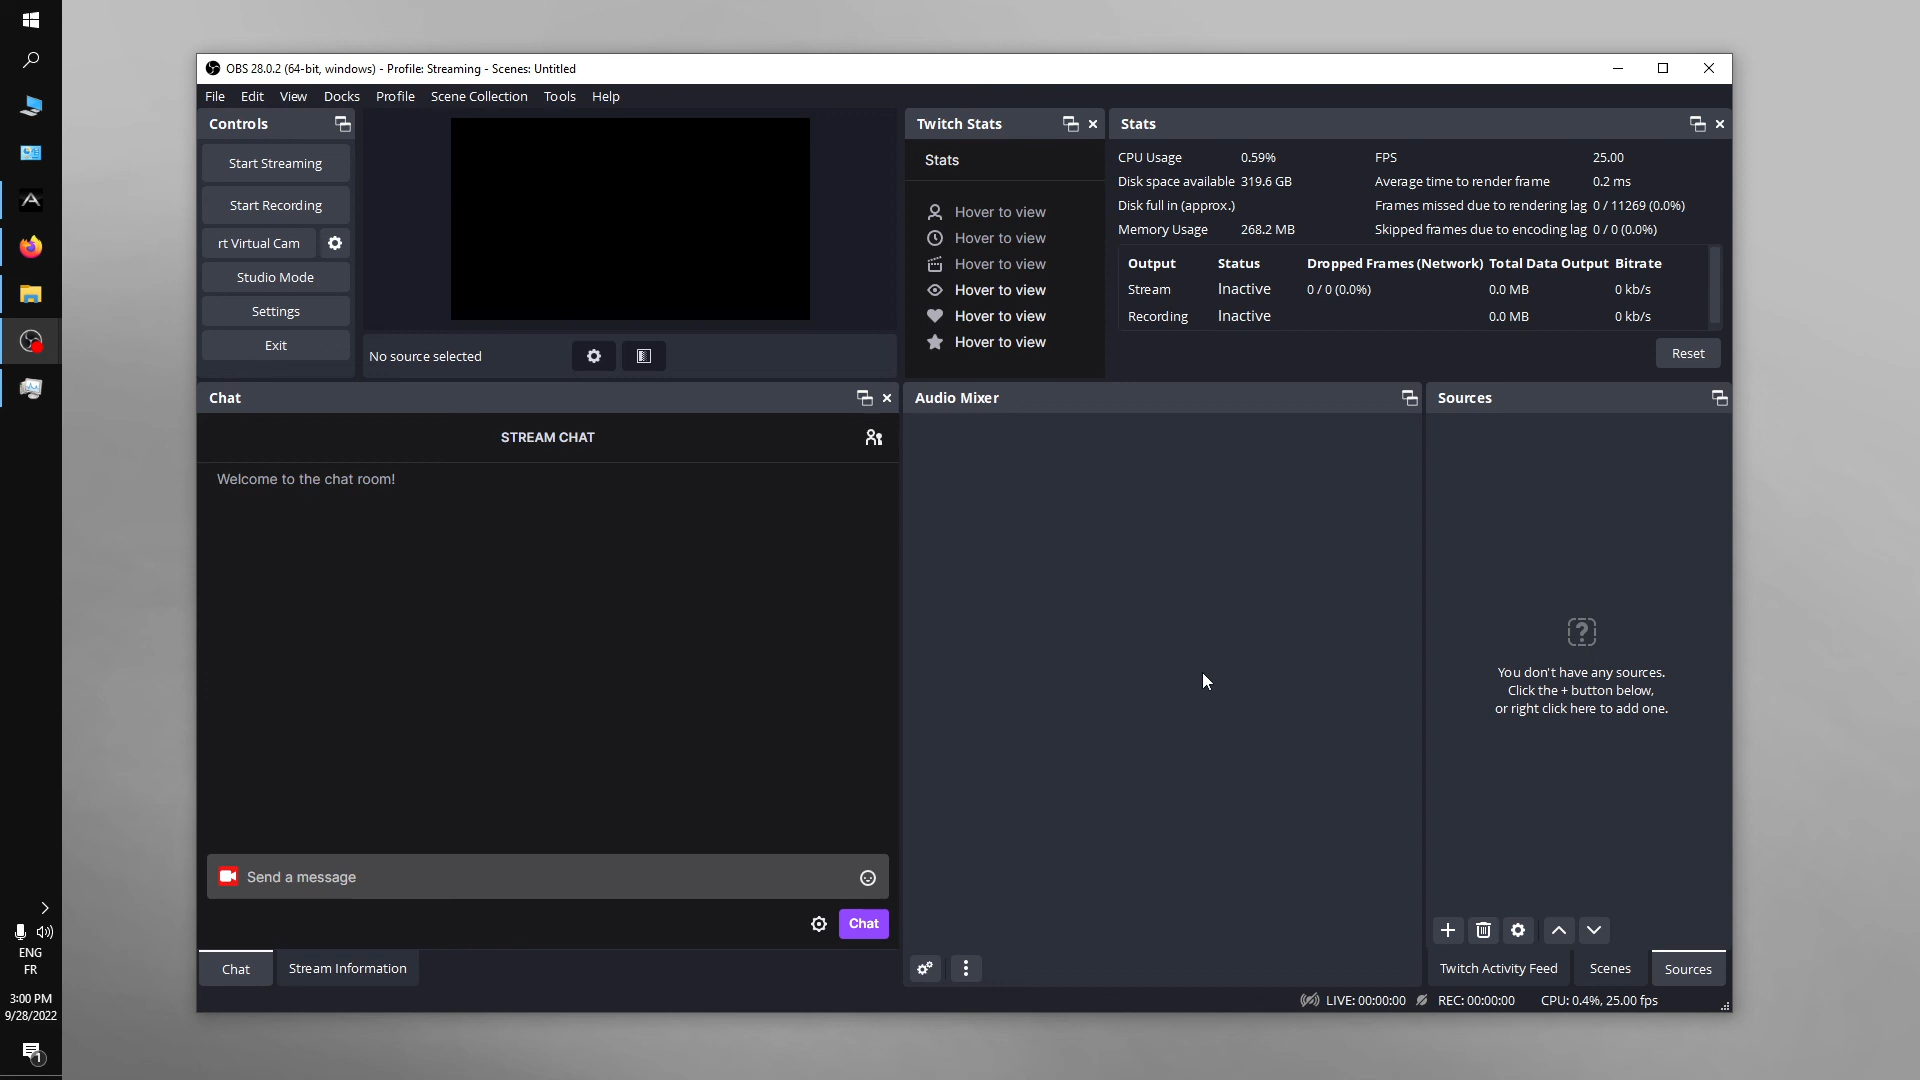 OBS 28.0.2 (64-bit, windows) - Profile: Streaming - Scenes: Untitled
File Edit View Docks Profile Scene Collection Tools Help
Controls
Start Streaming
Start Recording
rt Virtual Cam
Studio Mode
Settings
Exit
No source selected
Twitch Stats
Stats
Hover to view
Hover to view
Hover to view
Hover to view
Hover to view
Hover to view
Stats
CPU Usage 0.59% FPS 25.00
Disk space available 319.6 GB Average time to render frame 0.2 ms
Disk full in (approx.) Frames missed due to rendering lag 0 / 11269 (0.0%)
Memory Usage 268.2 MB Skipped frames due to encoding lag 0 / 0 (0.0%)
Output Status Dropped Frames (Network) Total Data Output Bitrate
Stream Inactive 0 / 0 (0.0%) 0.0 MB 0 kb/s
Recording Inactive 0.0 MB 0 kb/s
Reset
Chat
STREAM CHAT
Welcome to the chat room!
Send a message
Chat
Chat Stream Information
Audio Mixer
Sources
You don't have any sources.
Click the + button below,
or right click here to add one.
Twitch Activity Feed Scenes Sources
LIVE: 00:00:00 REC: 00:00:00 CPU: 0.4%, 25.00 fps
ENG
FR
3:00 PM
9/28/2022
1